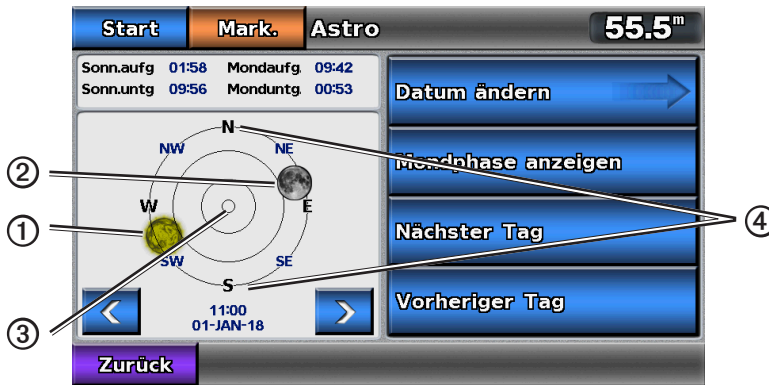 Start Mark. Astro 55.5m
Sonn.aufg 01:58 Mondaufg. 09:42
Sonn.untg 09:56 Monduntg. 00:53
Datum ändern
Mondphase anzeigen
Nächster Tag
Vorheriger Tag
N
NW NE
W E
SW SE
S
11:00
01-JAN-18
Zurück
②
①
③
④